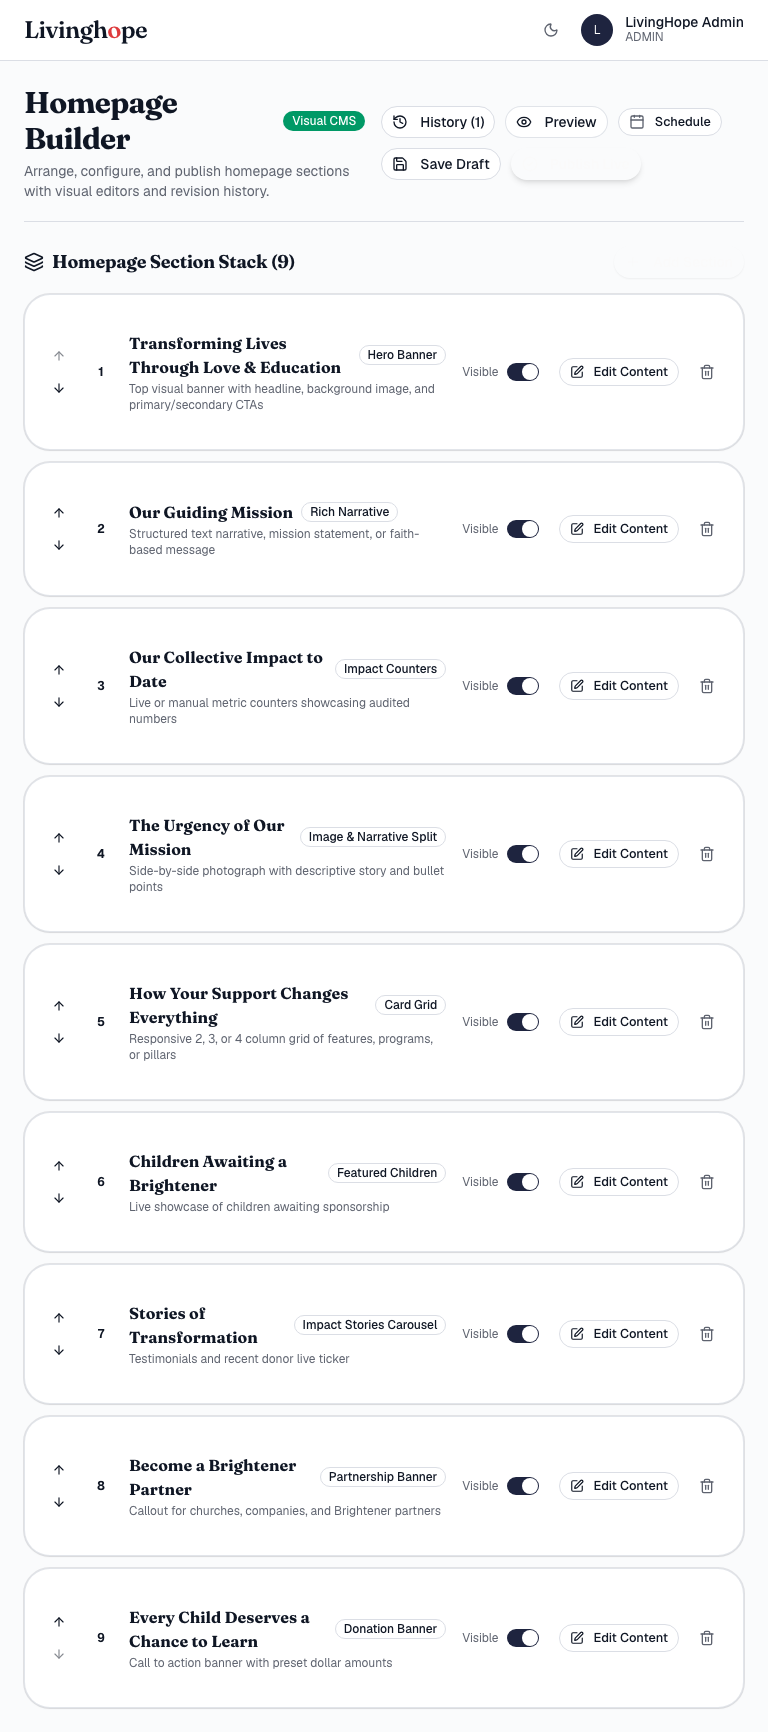 Livinghope
L
LivingHope Admin
ADMIN
Homepage
Builder
Visual CMS
Arrange, configure, and publish homepage sections
with visual editors and revision history.
History (1)
Preview
Schedule
Save Draft
Homepage Section Stack (9)
1
Transforming Lives
Through Love & Education
Hero Banner
Top visual banner with headline, background image, and
primary/secondary CTAs
Visible
Edit Content
2
Our Guiding Mission
Rich Narrative
Structured text narrative, mission statement, or faith-
based message
Visible
Edit Content
3
Our Collective Impact to
Date
Impact Counters
Live or manual metric counters showcasing audited
numbers
Visible
Edit Content
4
The Urgency of Our
Mission
Image & Narrative Split
Side-by-side photograph with descriptive story and bullet
points
Visible
Edit Content
5
How Your Support Changes
Everything
Card Grid
Responsive 2, 3, or 4 column grid of features, programs,
or pillars
Visible
Edit Content
6
Children Awaiting a
Brightener
Featured Children
Live showcase of children awaiting sponsorship
Visible
Edit Content
7
Stories of
Transformation
Impact Stories Carousel
Testimonials and recent donor live ticker
Visible
Edit Content
8
Become a Brightener
Partner
Partnership Banner
Callout for churches, companies, and Brightener partners
Visible
Edit Content
9
Every Child Deserves a
Chance to Learn
Donation Banner
Call to action banner with preset dollar amounts
Visible
Edit Content